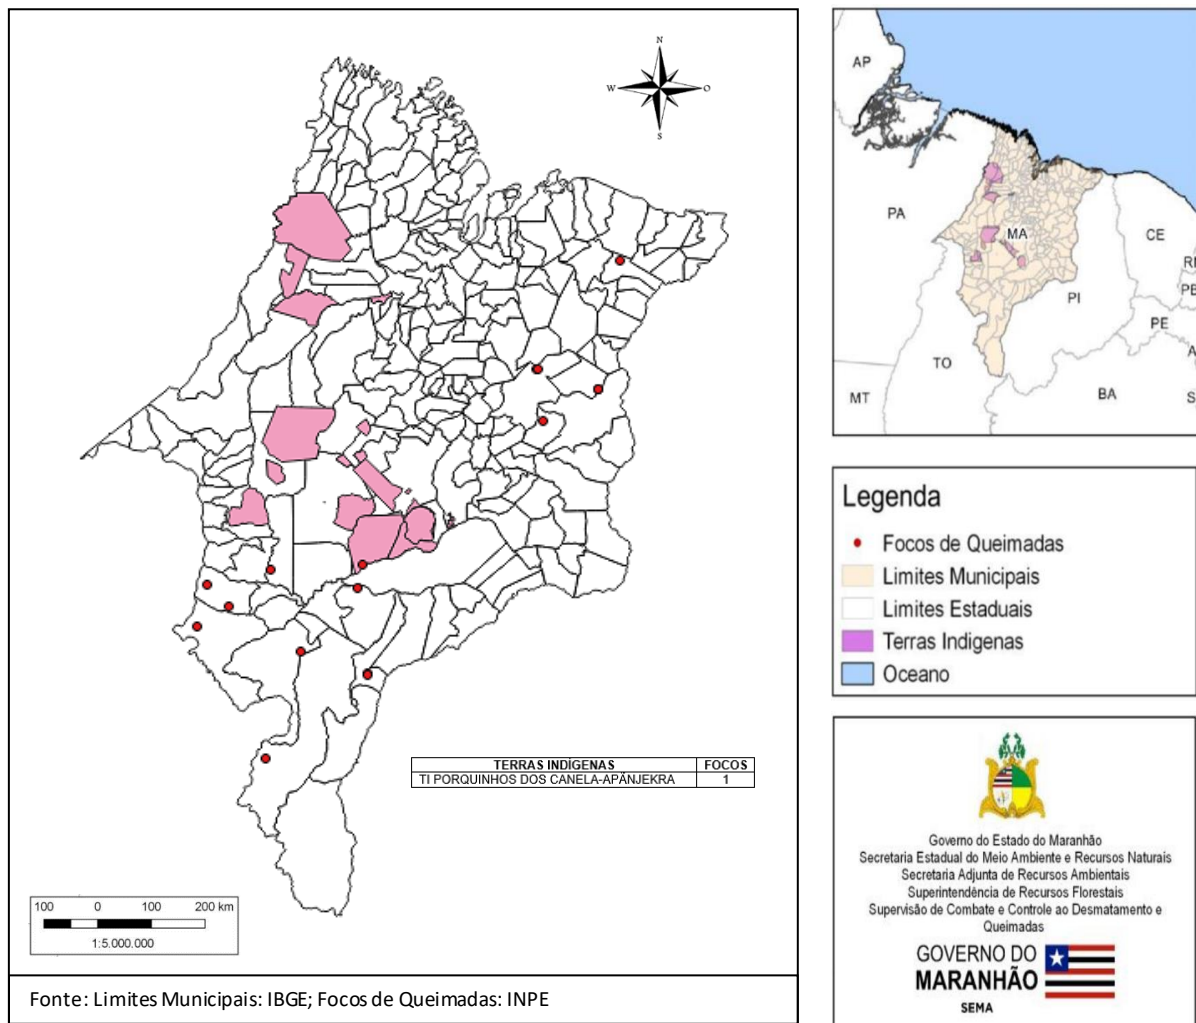 N
W
O
S
TERRAS INDÍGENAS FOCOS
TI PORQUINHOS DOS CANELA-APÃNJEKRA 1
100 0 100 200 km
1:5.000.000
Fonte: Limites Municipais: IBGE; Focos de Queimadas: INPE
AP
PA
MA
CE
RN
PB
PI
PE
TO
A
MT
BA
S
Legenda
Focos de Queimadas
Limites Municipais
Limites Estaduais
Terras Indigenas
Oceano
Governo do Estado do Maranhão
Secretaria Estadual do Meio Ambiente e Recursos Naturais
Secretaria Adjunta de Recursos Ambientais
Superintendência de Recursos Florestais
Supervisão de Combate e Controle ao Desmatamento e
Queimadas
GOVERNO DO
MARANHÃO
SEMA